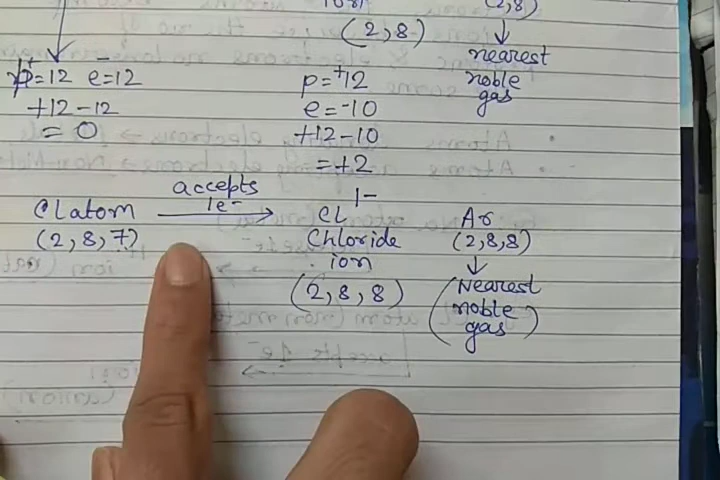 (2,8)
(2,8)
nearest
noble
gas
p⁺=12 e⁻=12
+12-12
=0
p=⁺12
e=⁻10
+12-10
=+2
Cl atom accepts 1e⁻ → Cl¹⁻ Ar
(2,8,7) Chloride (2,8,8)
ion
(2,8,8)
(Nearest
noble
gas)